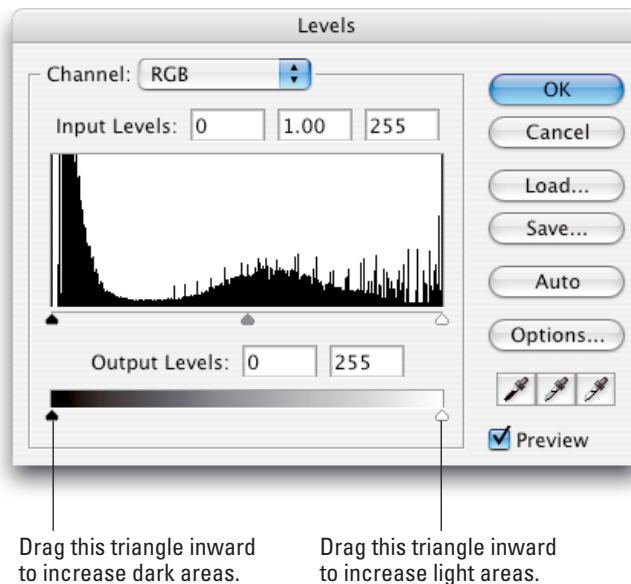 Levels
Channel: RGB
Input Levels: 0 1.00 255
Output Levels: 0 255
OK
Cancel
Load...
Save...
Auto
Options...
Preview
Drag this triangle inward
to increase dark areas.
Drag this triangle inward
to increase light areas.